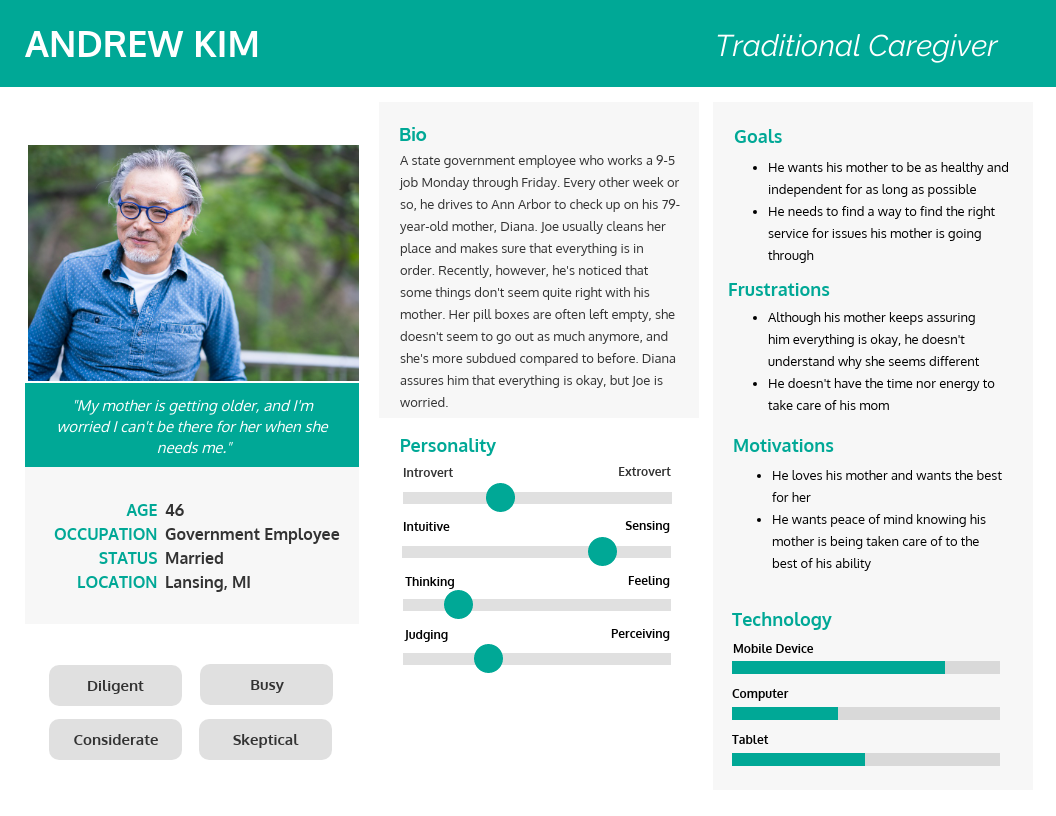 ANDREW KIM
Traditional Caregiver
"My mother is getting older, and I'm
worried I can't be there for her when she
needs me."
AGE 46
OCCUPATION Government Employee
STATUS Married
LOCATION Lansing, MI
Diligent
Busy
Considerate
Skeptical
Bio
A state government employee who works a 9-5
job Monday through Friday. Every other week or
so, he drives to Ann Arbor to check up on his 79-
year-old mother, Diana. Joe usually cleans her
place and makes sure that everything is in
order. Recently, however, he's noticed that
some things don't seem quite right with his
mother. Her pill boxes are often left empty, she
doesn't seem to go out as much anymore, and
she's more subdued compared to before. Diana
assures him that everything is okay, but Joe is
worried.
Personality
Introvert Extrovert
Intuitive Sensing
Thinking Feeling
Judging Perceiving
Goals
• He wants his mother to be as healthy and
independent for as long as possible
• He needs to find a way to find the right
service for issues his mother is going
through
Frustrations
• Although his mother keeps assuring
him everything is okay, he doesn't
understand why she seems different
• He doesn't have the time nor energy to
take care of his mom
Motivations
• He loves his mother and wants the best
for her
• He wants peace of mind knowing his
mother is being taken care of to the
best of his ability
Technology
Mobile Device
Computer
Tablet